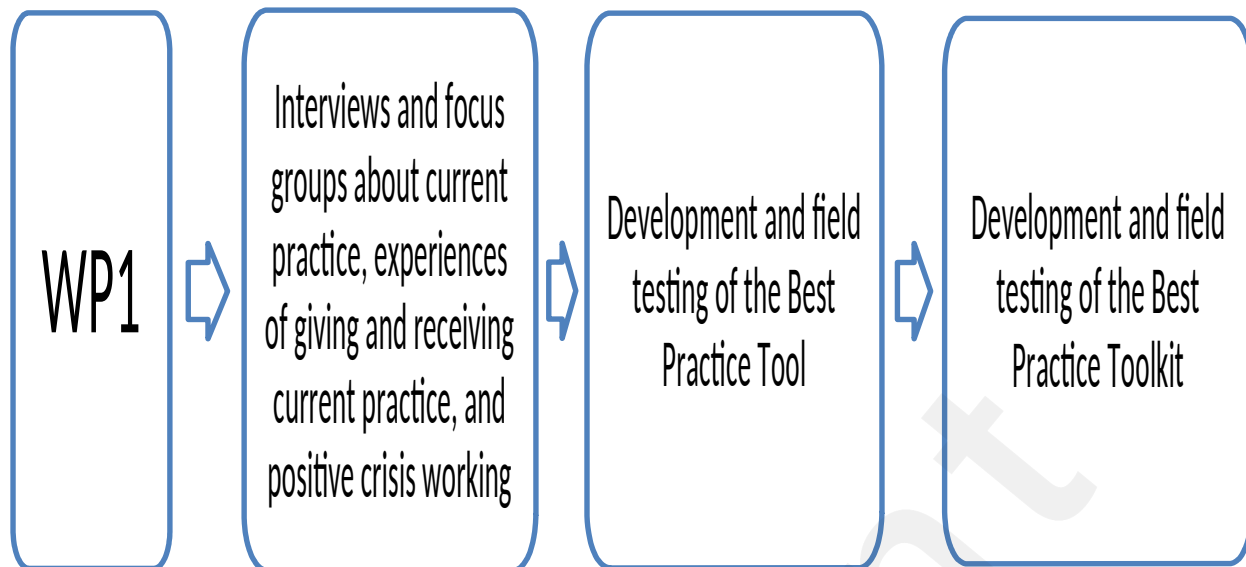 WP1
Interviews and focus
groups about current
practice, experiences
of giving and receiving
current practice, and
positive crisis working
Development and field
testing of the Best
Practice Tool
Development and field
testing of the Best
Practice Toolkit